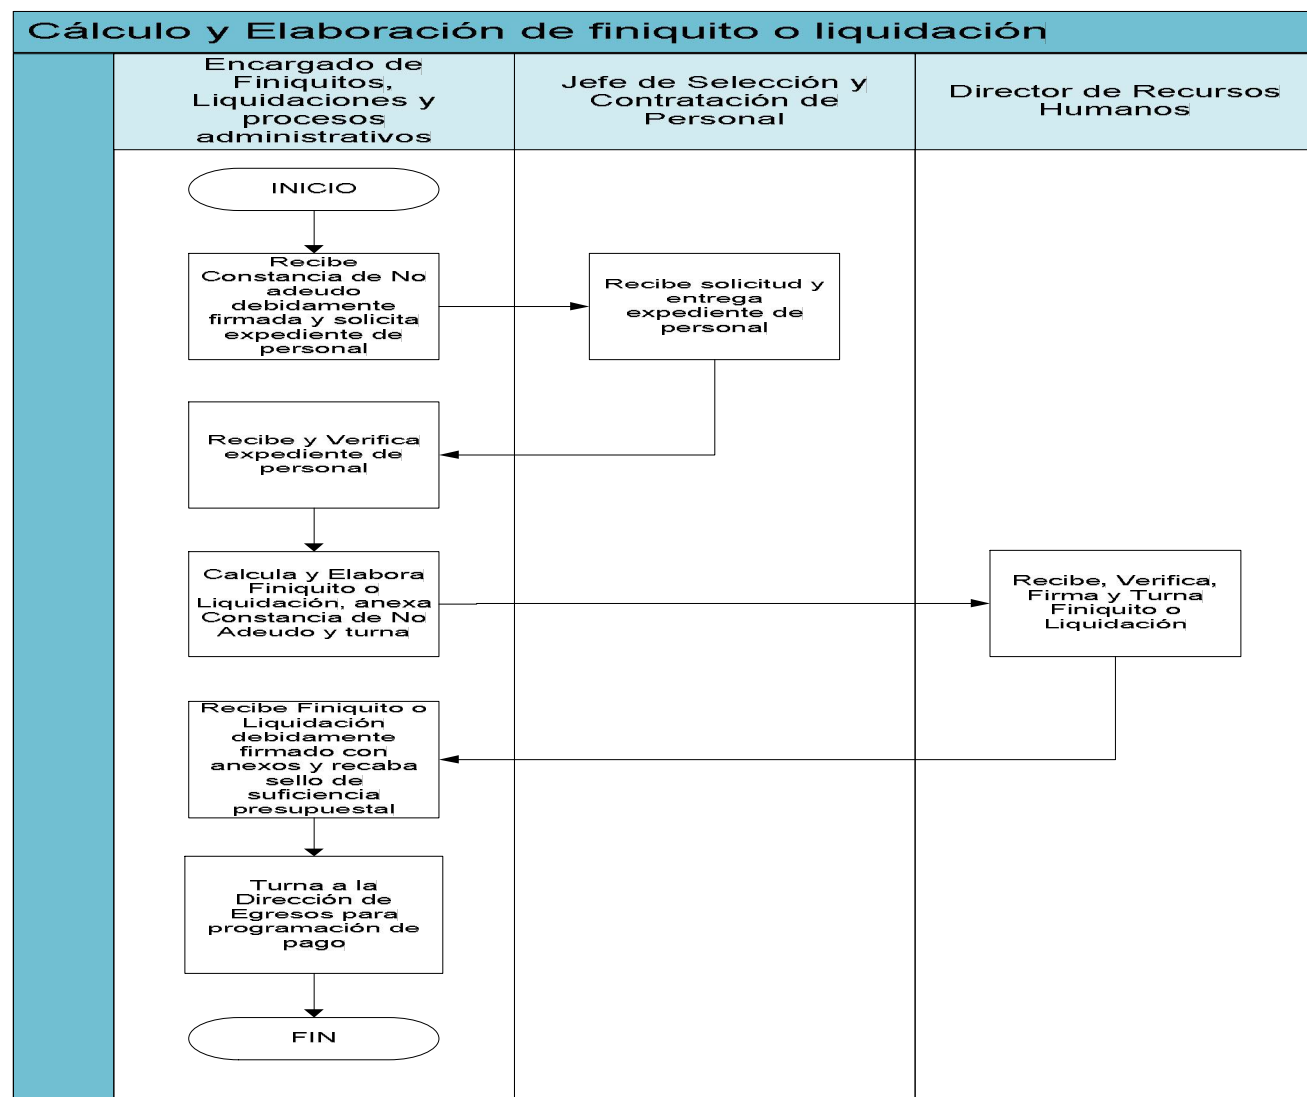 Cálculo y Elaboración de finiquito o liquidación
Encargado de
Finiquitos,
Liquidaciones y
procesos
administrativos
Jefe de Selección y
Contratación de
Personal
Director de Recursos
Humanos
INICIO
Recibe
Constancia de No
adeudo
debidamente
firmada y solicita
expediente de
personal
Recibe solicitud y
entrega
expediente de
personal
Recibe y Verifica
expediente de
personal
Calcula y Elabora
Finiquito o
Liquidación, anexa
Constancia de No
Adeudo y turna
Recibe, Verifica,
Firma y Turna
Finiquito o
Liquidación
Recibe Finiquito o
Liquidación
debidamente
firmado con
anexos y recaba
sello de
suficiencia
presupuestal
Turna a la
Dirección de
Egresos para
programación de
pago
FIN